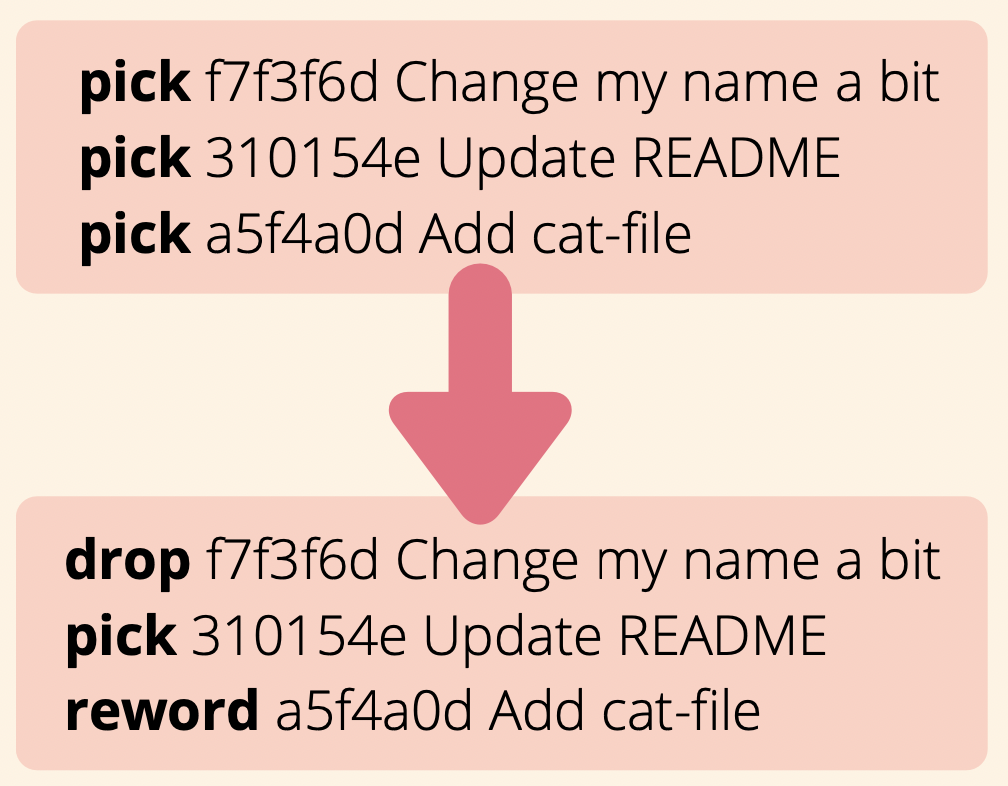 pick f7f3f6d Change my name a bit
pick 310154e Update README
pick a5f4a0d Add cat-file
drop f7f3f6d Change my name a bit
pick 310154e Update README
reword a5f4a0d Add cat-file